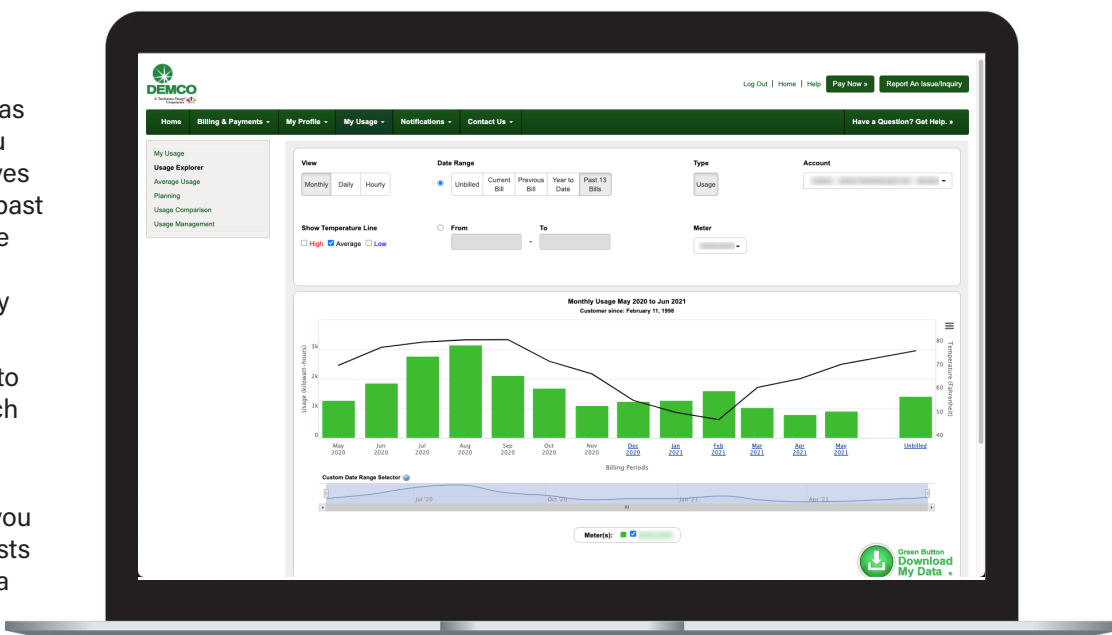 as
u
ves
past
e
y
to
ch
you
sts
a
DEMCO
Log Out | Home | Help
Pay Now »
Report An Issue/Inquiry
Home
Billing & Payments
My Profile
My Usage
Notifications
Contact Us
Have a Question? Get Help. »
My Usage
Usage Explorer
Average Usage
Planning
Usage Comparison
Usage Management
View
Monthly
Daily
Hourly
Date Range
Unbilled
Current Bill
Previous Bill
Year to Date
Past 13 Bills
Type
Usage
Account
Show Temperature Line
High
Average
Low
From
-
To
Meter
Monthly Usage May 2020 to Jun 2021
Customer since: February 11, 1998
Usage (kilowatt-hours)
3k
2k
1k
0
80
70
60
50
40
Temperature (Fahrenheit)
May 2020
Jun 2020
Jul 2020
Aug 2020
Sep 2020
Oct 2020
Nov 2020
Dec 2020
Jan 2021
Feb 2021
Mar 2021
Apr 2021
May 2021
Unbilled
Billing Periods
Custom Date Range Selector
Jul '20
Oct '20
Jan '21
Apr '21
Meter(s):
Green Button
Download
My Data